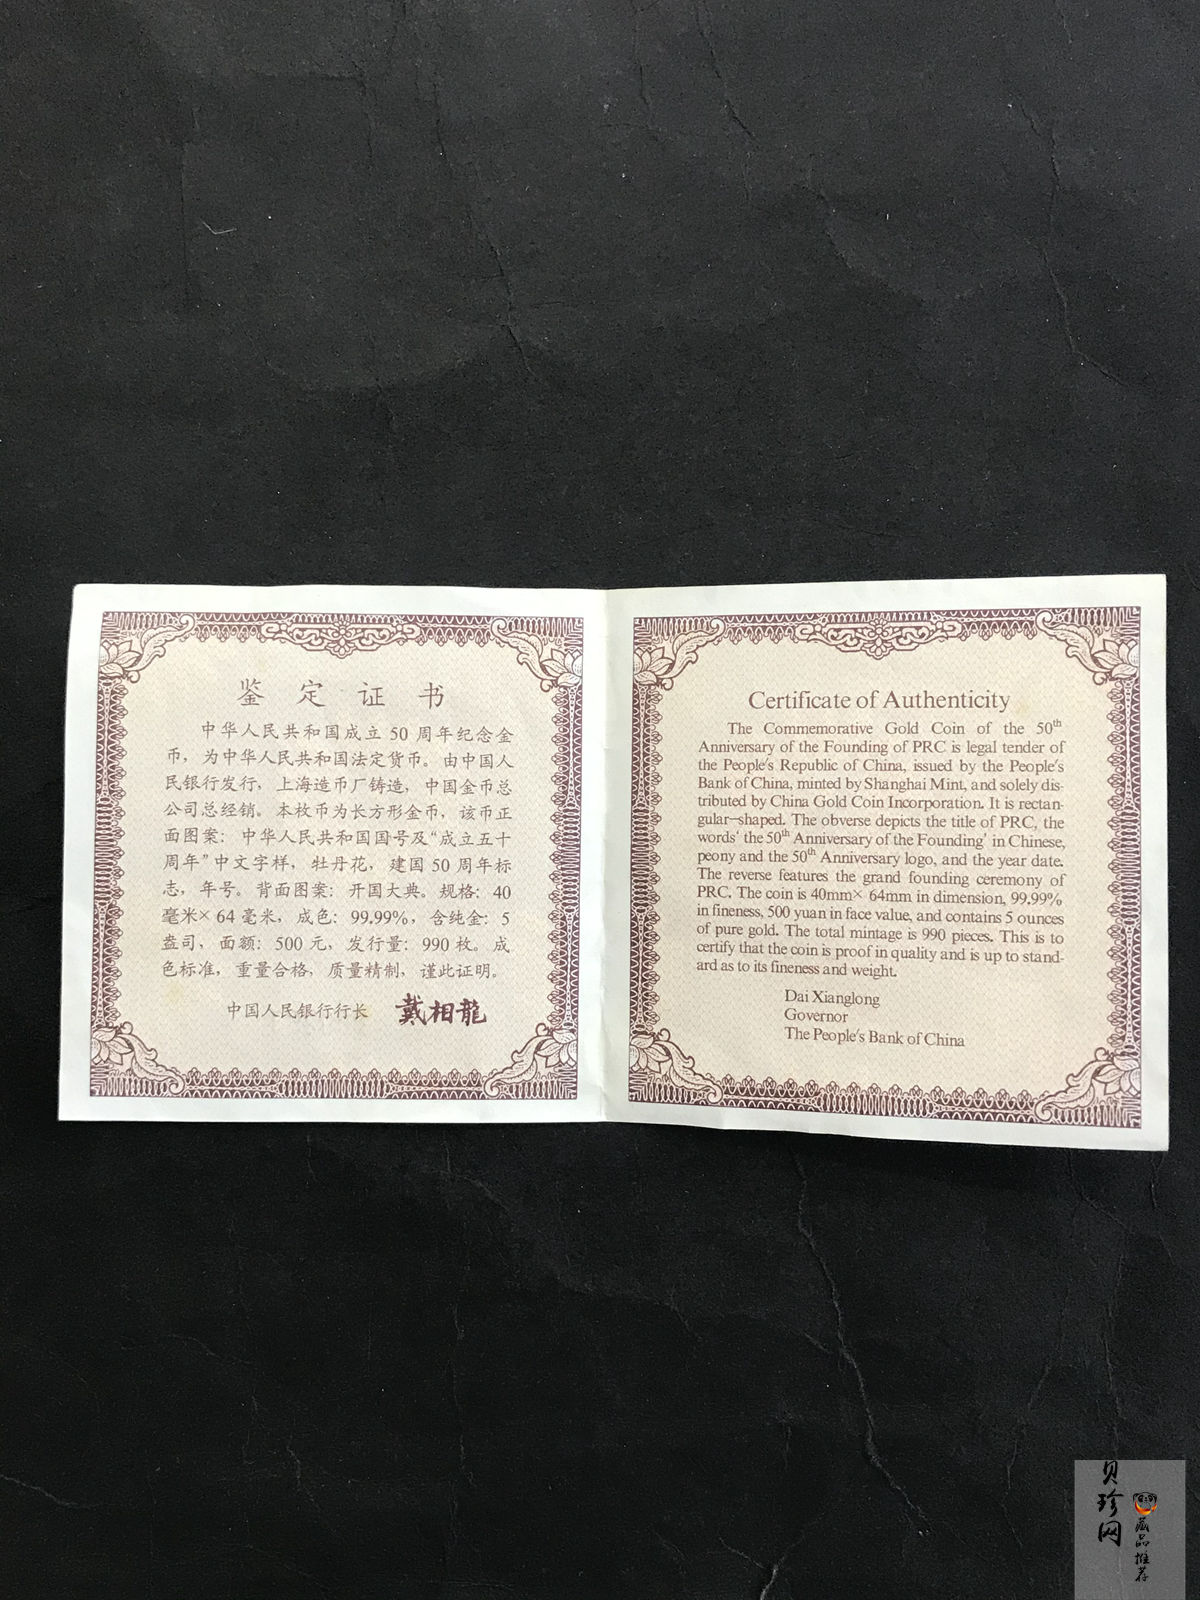 鉴定证书
中华人民共和国成立50周年纪念金
币，为中华人民共和国法定货币。由中国人
民银行发行，上海造币厂铸造，中国金币总
公司总经销。本枚币为长方形金币，该币正
面图案：中华人民共和国国号及“成立五十
周年”中文字样，牡丹花，建国50周年标
志，年号。背面图案：开国大典。规格：40
毫米×64毫米，成色：99.99%，含纯金：5
盎司，面额：500元，发行量：990枚。成
色标准，重量合格，质量精制，谨此证明。
中国人民银行行长 戴相龍
Certificate of Authenticity
The Commemorative Gold Coin of the 50th
Anniversary of the Founding of PRC is legal tender of
the People's Republic of China, issued by the People's
Bank of China, minted by Shanghai Mint, and solely dis-
tributed by China Gold Coin Incorporation. It is rectan-
gular-shaped. The obverse depicts the title of PRC, the
words' the 50th Anniversary of the Founding' in Chinese,
peony and the 50th Anniversary logo, and the year date.
The reverse features the grand founding ceremony of
PRC. The coin is 40mm× 64mm in dimension, 99.99%
in fineness, 500 yuan in face value, and contains 5 ounces
of pure gold. The total mintage is 990 pieces. This is to
certify that the coin is proof in quality and is up to stand-
ard as to its fineness and weight.
Dai Xianglong
Governor
The People's Bank of China
贝珍网
藏品推荐